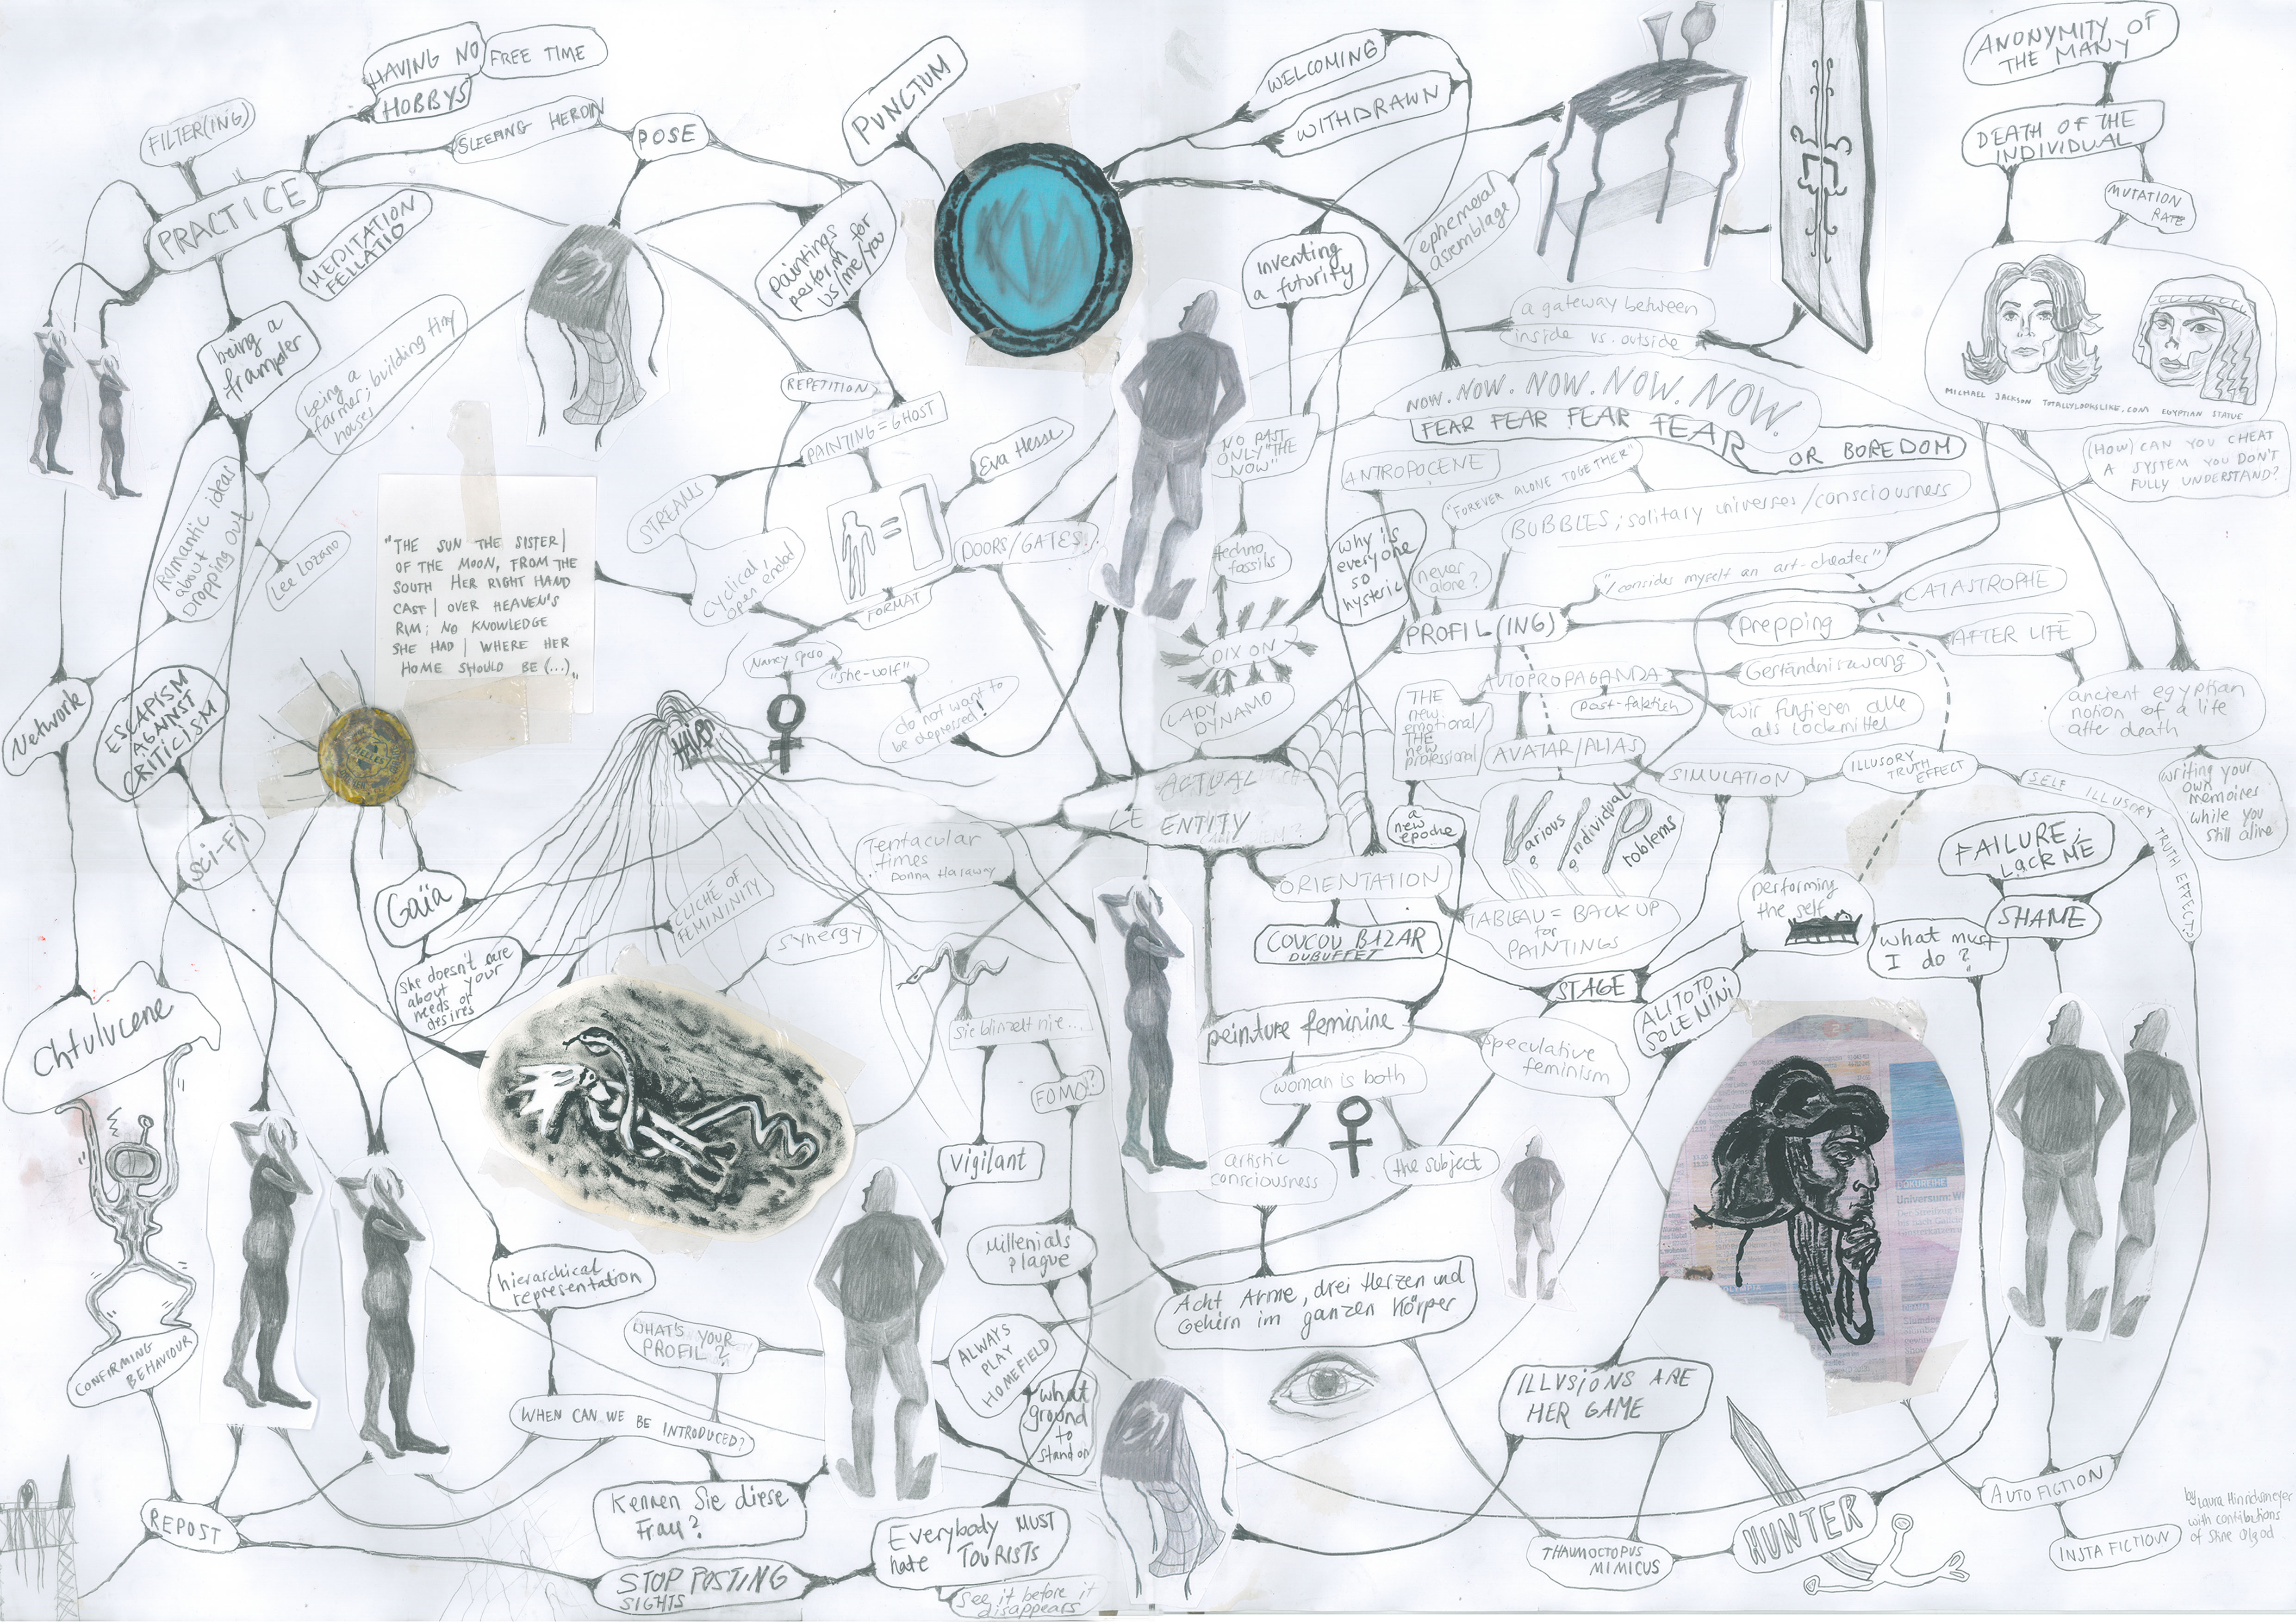 HAVING NO
FREE TIME
HOBBYS
FILTER(ING)
SLEEPING HEROIN
POSE
PUNCTUM
PRACTICE
MEDITATION
FELLATIO
being a
frampler
being a
farmer; building tiny
houses
Romantic ideas
about
dropping out
Lee Lozano
Paintings
perform for
us/me/you
REPETITION
PAINTING = GHOST
STREAMS
Cyclical,
open ended
Eva Hesse
=
FORMAT
DOORS/GATES
WELCOMING
WITHDRAWN
inventing
a futurity
ephemeral
assemblage
a gateway between
inside vs. outside
ANONYMITY OF
THE MANY
DEATH OF THE
INDIVIDUAL
MUTATION
RATE
MICHAEL JACKSON TOTALLYLOOKSLIKE.COM EGYPTIAN STATUE
(HOW) CAN YOU CHEAT
A SYSTEM YOU DON'T
FULLY UNDERSTAND?
NOW. NOW. NOW. NOW. NOW.
FEAR FEAR FEAR FEAR FEAR
OR BOREDOM
NO PAST
ONLY "THE
NOW"
techno
fossils
DIX ON
LADY
DYNAMO
ANTROPOCENE
"FOREVER ALONE TOGETHER"
BUBBLES; solitary universes/consciousness
why is
everyone
so
hysteric
never
alone?
"I consider myself an art-cheater"
PROFIL(ING)
Prepping
CATASTROPHE
AFTER LIFE
AUTOPROPAGANDA
Post-faktisch
Geständniszwang
wir fungieren alle
als Lockmittel
THE
new
emotional/
THE
new
professional
AVATAR/ALIAS
SIMULATION
ILLUSORY
TRUTH
EFFECT
SELF ILLUSORY TRUTH EFFECT?
ancient egyptian
notion of a life
after death
writing your
own
memoires
while you
still alive
"THE SUN THE SISTER|
OF THE MOON, FROM THE
SOUTH HER RIGHT HAND
CAST | OVER HEAVEN'S
RIM; NO KNOWLEDGE
SHE HAD | WHERE HER
HOME SHOULD BE (...)"
Network
ESCAPISM
AGAINST
CRITICISM
Sci-Fi
Gaïa
she doesn't care
about your
needs or
desires
Nancy Spero
"she-wolf"
do not want to
be depressed!
CLICHÉ OF
FEMININITY
Tentacular
times
Donna Haraway
Synergy
ACTUAL
ENTITY
a
new
epoche
Various
Individual
Problems
ORIENTATION
COUCOU BAZAR
DUBUFFET
TABLEAU = BACK UP
for
PAINTINGS
STAGE
performing
the self
FAILURE;
LACK ME
SHAME
what must
I do?
ALITOTO
SOLEMINI
Chtulucene
Sie blinzelt nie...
FOMO?
Vigilant
Millenials
plague
peinture feminine
speculative
feminism
woman is both
artistic
consciousness
the subject
Acht Arme, drei Herzen und
Gehirn im ganzen Körper
hierarchical
representation
WHAT'S YOUR
PROFIL?
WHEN CAN WE BE INTRODUCED?
Kennen Sie diese
Frau?
ALWAYS
PLAY
HOMEFIELD
what
ground
to
stand on
CONFIRMING
BEHAVIOUR
REPOST
STOP POSTING
SIGHTS
Everybody MUST
hate TOURISTS
See it before it
disappears
ILLUSIONS ARE
HER GAME
THAUMOCTOPUS
MIMICUS
HUNTER
DOKUREIHE
AUTOFICTION
INSTAFICTION
by Laura Hinrichsmeyer
with contributions
of Stine Ølgod